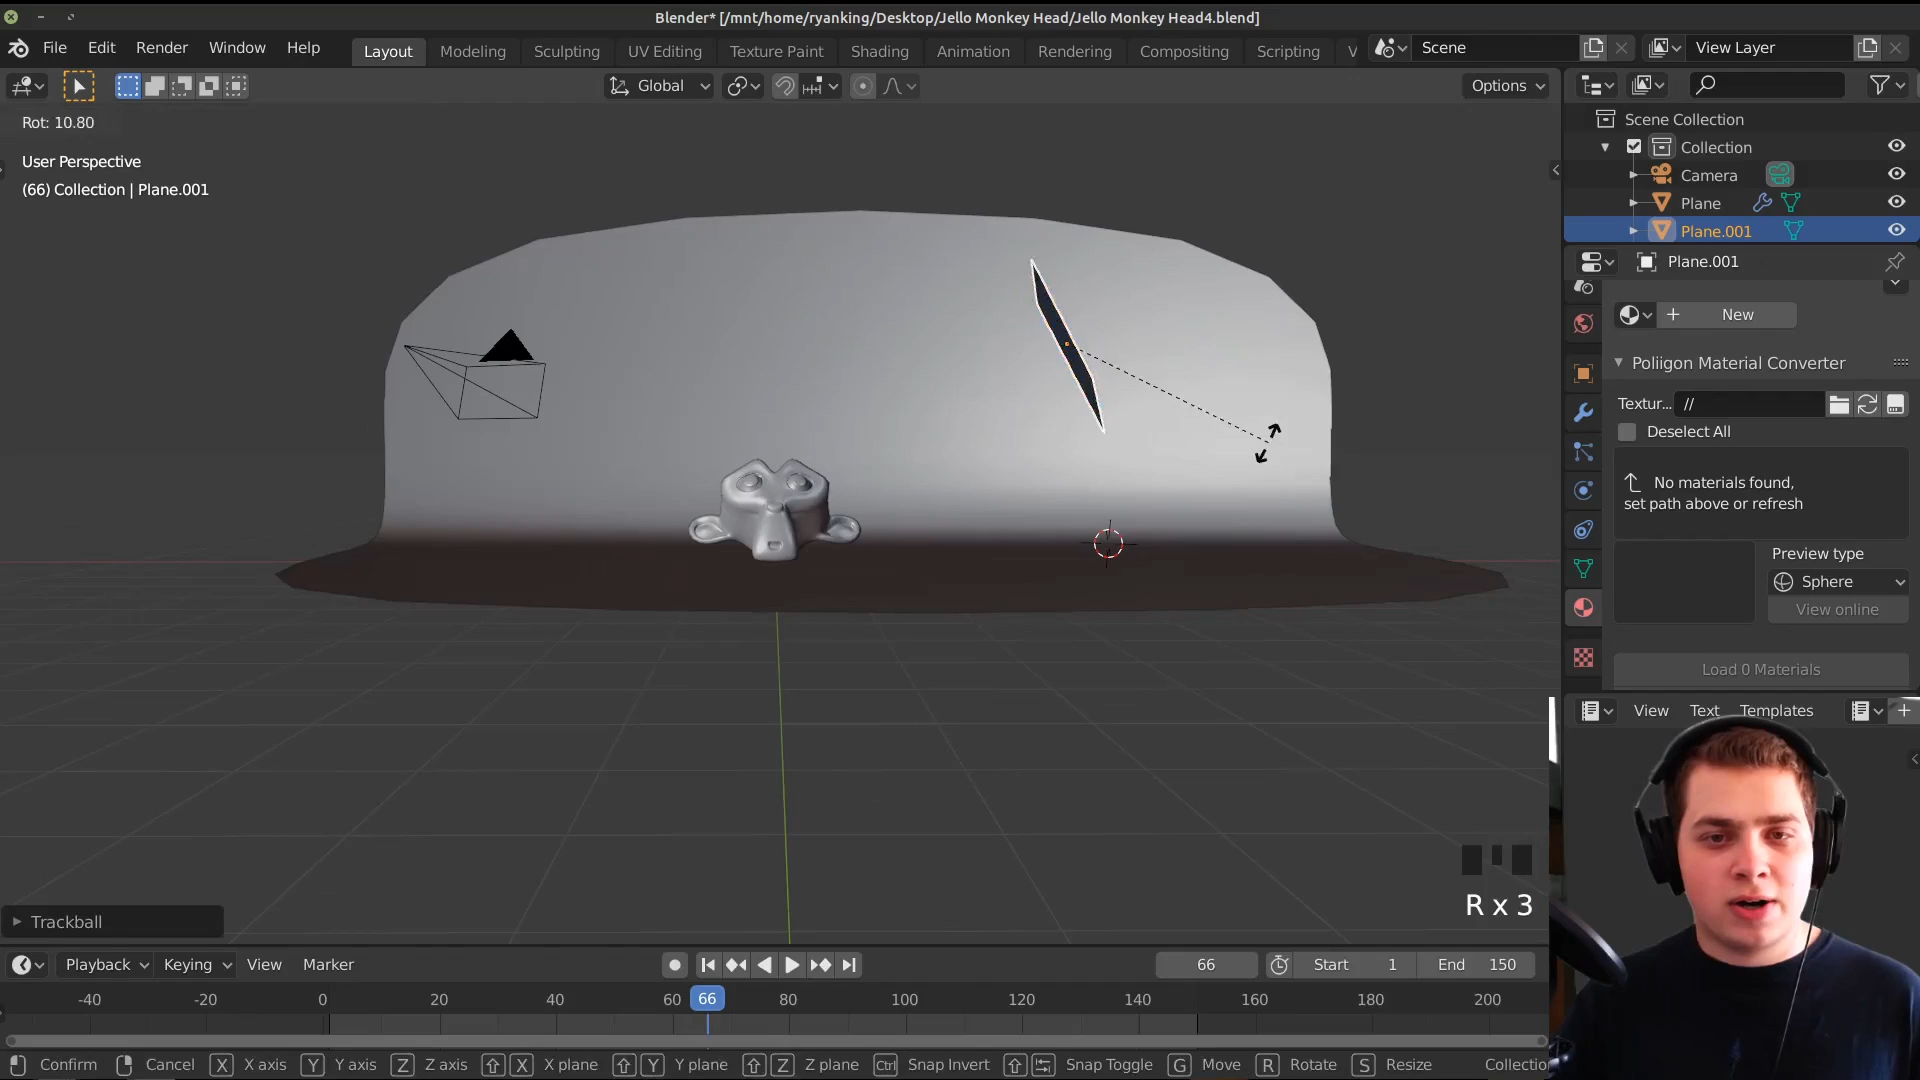 Blender* [/mnt/home/ryanking/Desktop/Jello Monkey Head/Jello Monkey Head4.blend]
File Edit Render Window Help Layout Modeling Sculpting UV Editing Texture Paint Shading Animation Rendering Compositing Scripting V Scene View Layer
Global Options
Rot: 10.80
User Perspective
(66) Collection | Plane.001
Scene Collection
Collection
Camera
Plane
Plane.001
Plane.001
New
Poliigon Material Converter
Textur... //
Deselect All
No materials found,
set path above or refresh
Preview type
Sphere
View online
Load 0 Materials
View Text Templates
R x 3
Trackball
Playback Keying View Marker 66 Start 1 End 150
-40 -20 0 20 40 60 66 80 100 120 140 160 180 200
Confirm Cancel X X axis Y Y axis Z Z axis X X plane Y Y plane Z Z plane Ctrl Snap Invert Snap Toggle G Move R Rotate S Resize Collectio